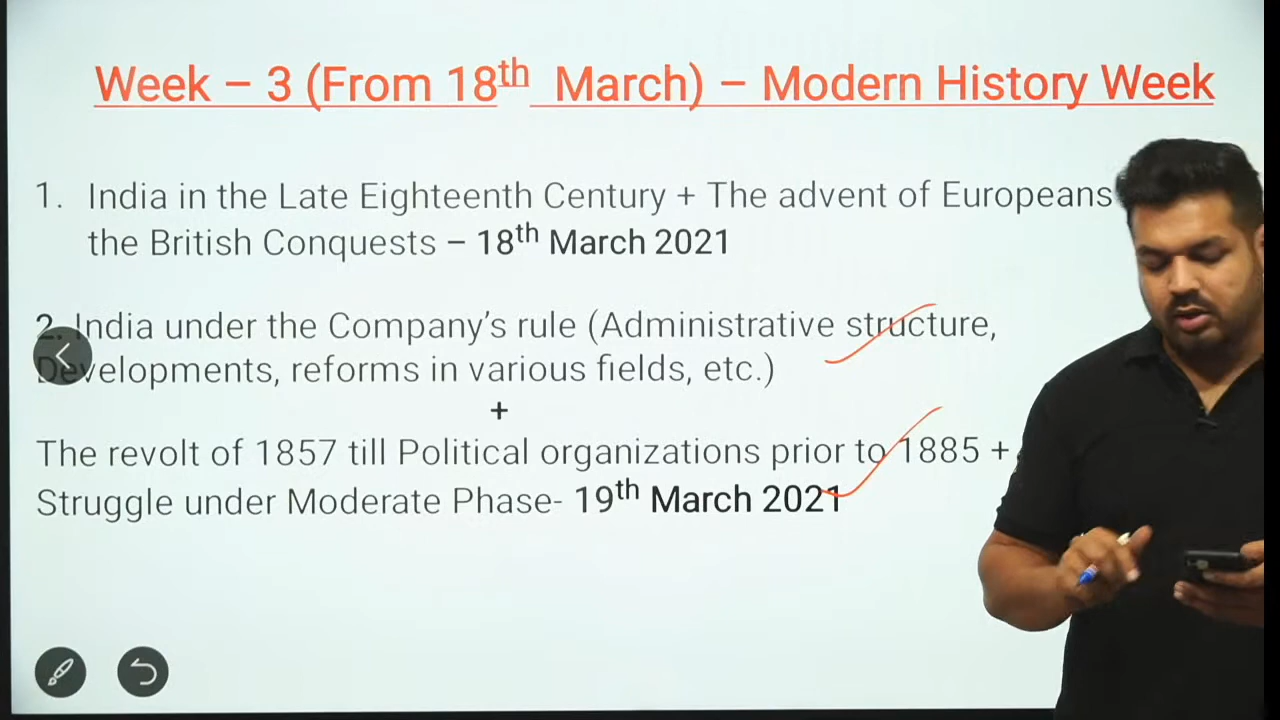 Week – 3 (From 18th March) – Modern History Week
1. India in the Late Eighteenth Century + The advent of Europeans
the British Conquests – 18th March 2021
2. India under the Company's rule (Administrative structure,
Developments, reforms in various fields, etc.)
+
The revolt of 1857 till Political organizations prior to 1885 +
Struggle under Moderate Phase- 19th March 2021